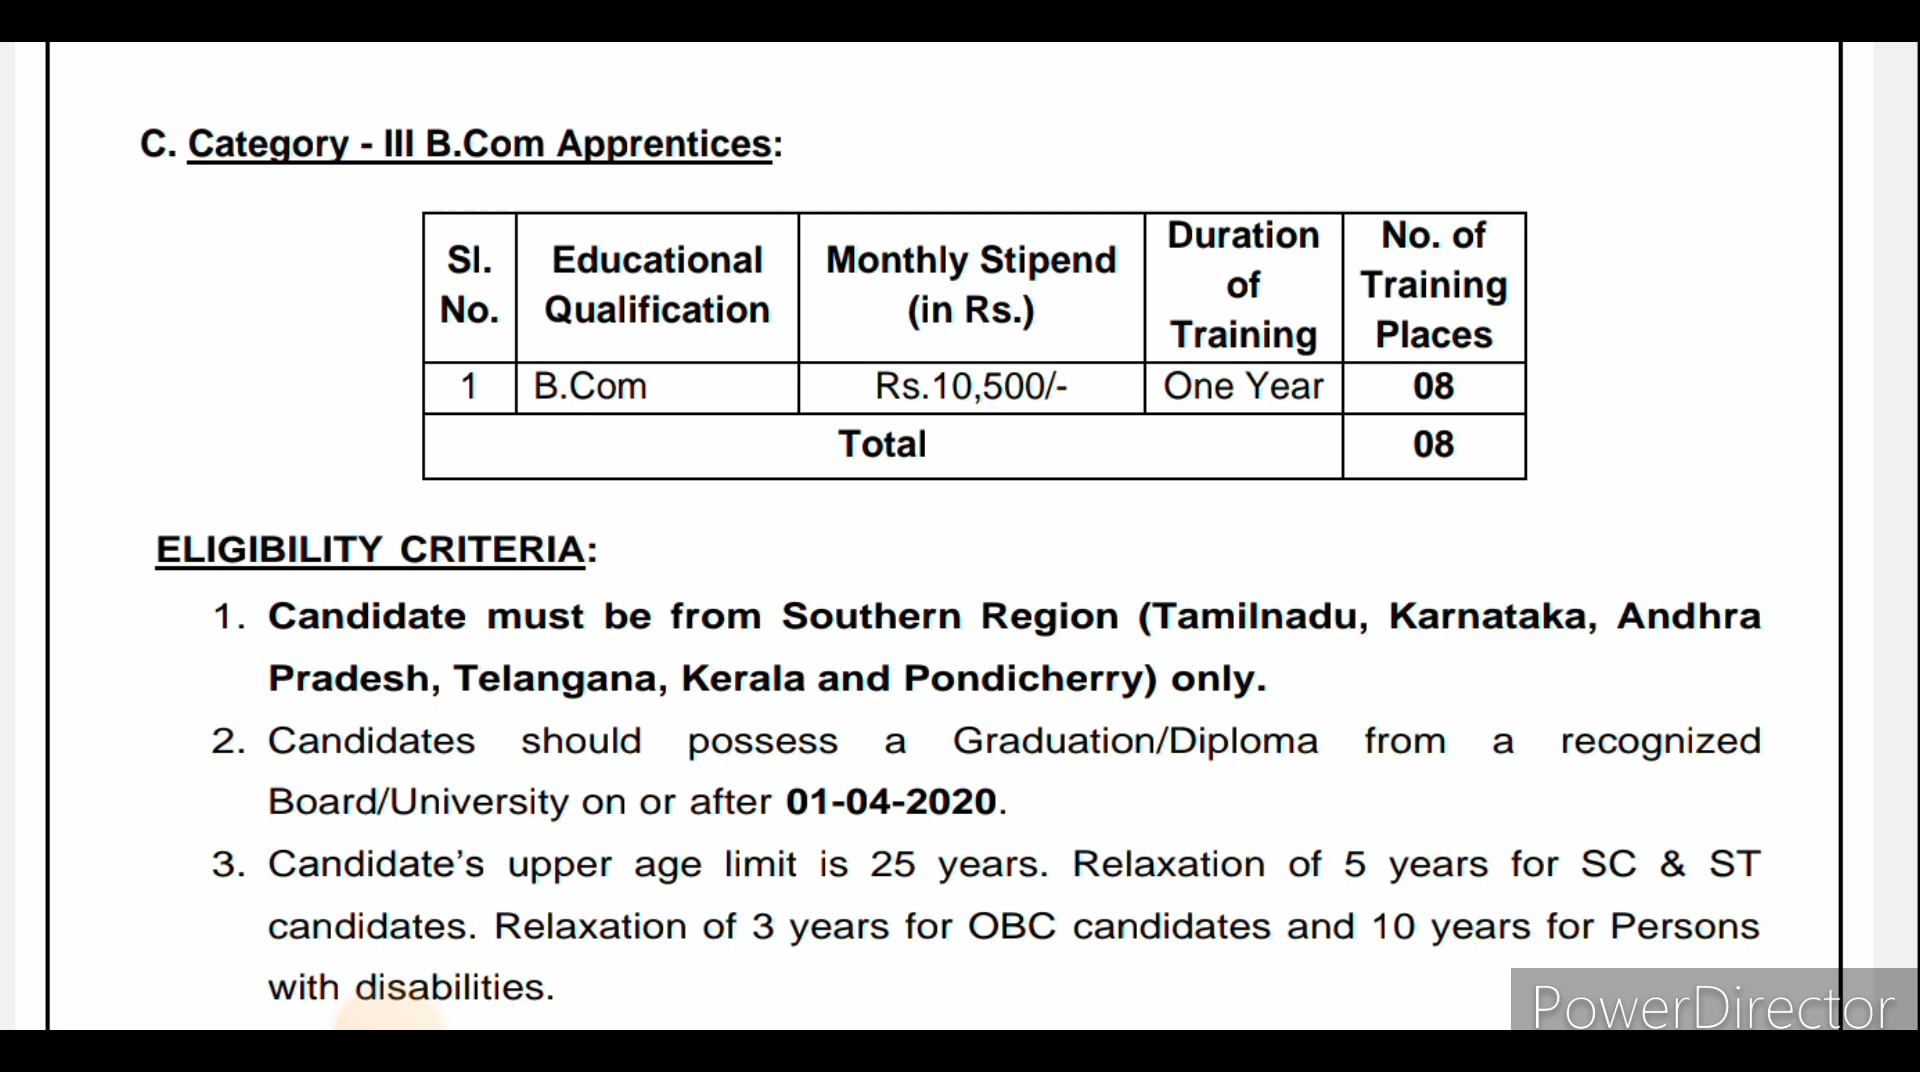 C. Category - III B.Com Apprentices:
Sl. No. Educational Qualification Monthly Stipend (in Rs.) Duration of Training No. of Training Places
1 B.Com Rs.10,500/- One Year 08
Total 08
ELIGIBILITY CRITERIA:
1. Candidate must be from Southern Region (Tamilnadu, Karnataka, Andhra
Pradesh, Telangana, Kerala and Pondicherry) only.
2. Candidates should possess a Graduation/Diploma from a recognized
Board/University on or after 01-04-2020.
3. Candidate’s upper age limit is 25 years. Relaxation of 5 years for SC & ST
candidates. Relaxation of 3 years for OBC candidates and 10 years for Persons
with disabilities.
PowerDirector